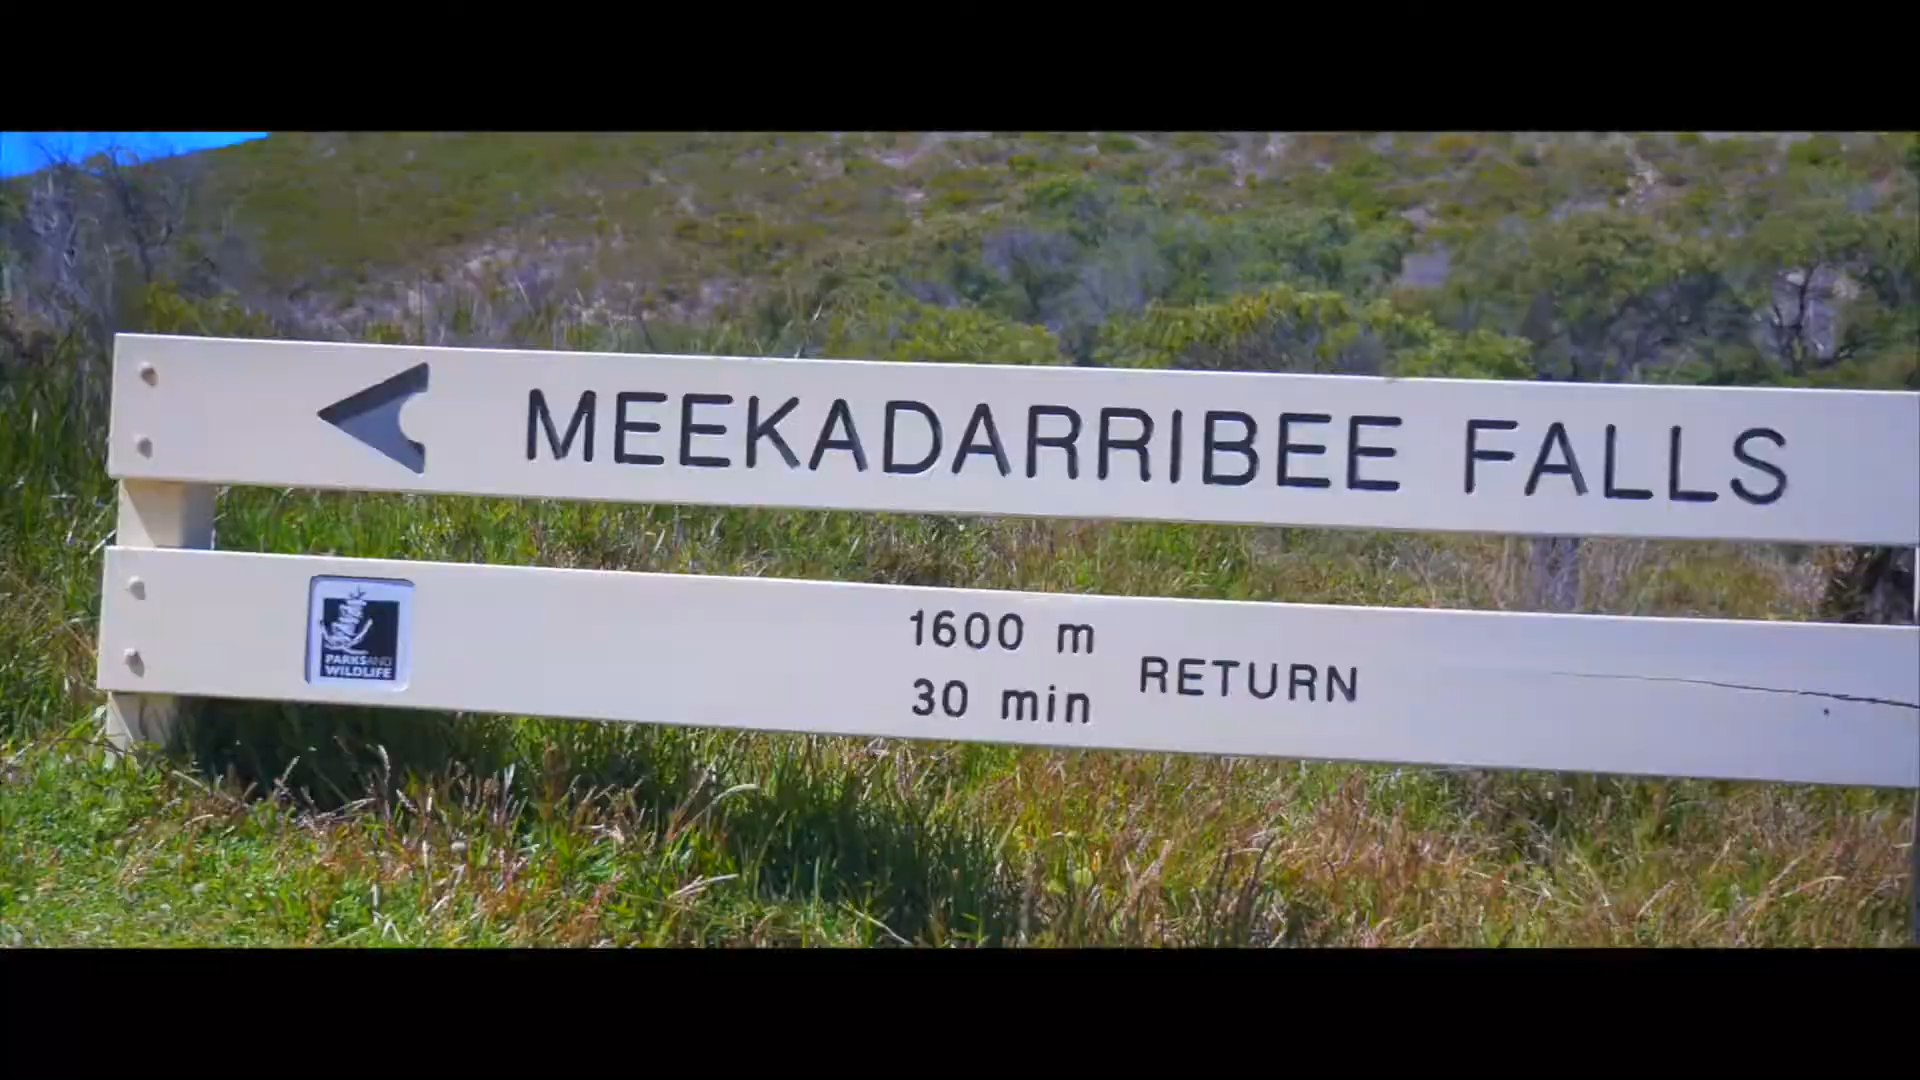 MEEKADARRIBEE FALLS
1600 m
30 min
RETURN
PARKS AND
WILDLIFE